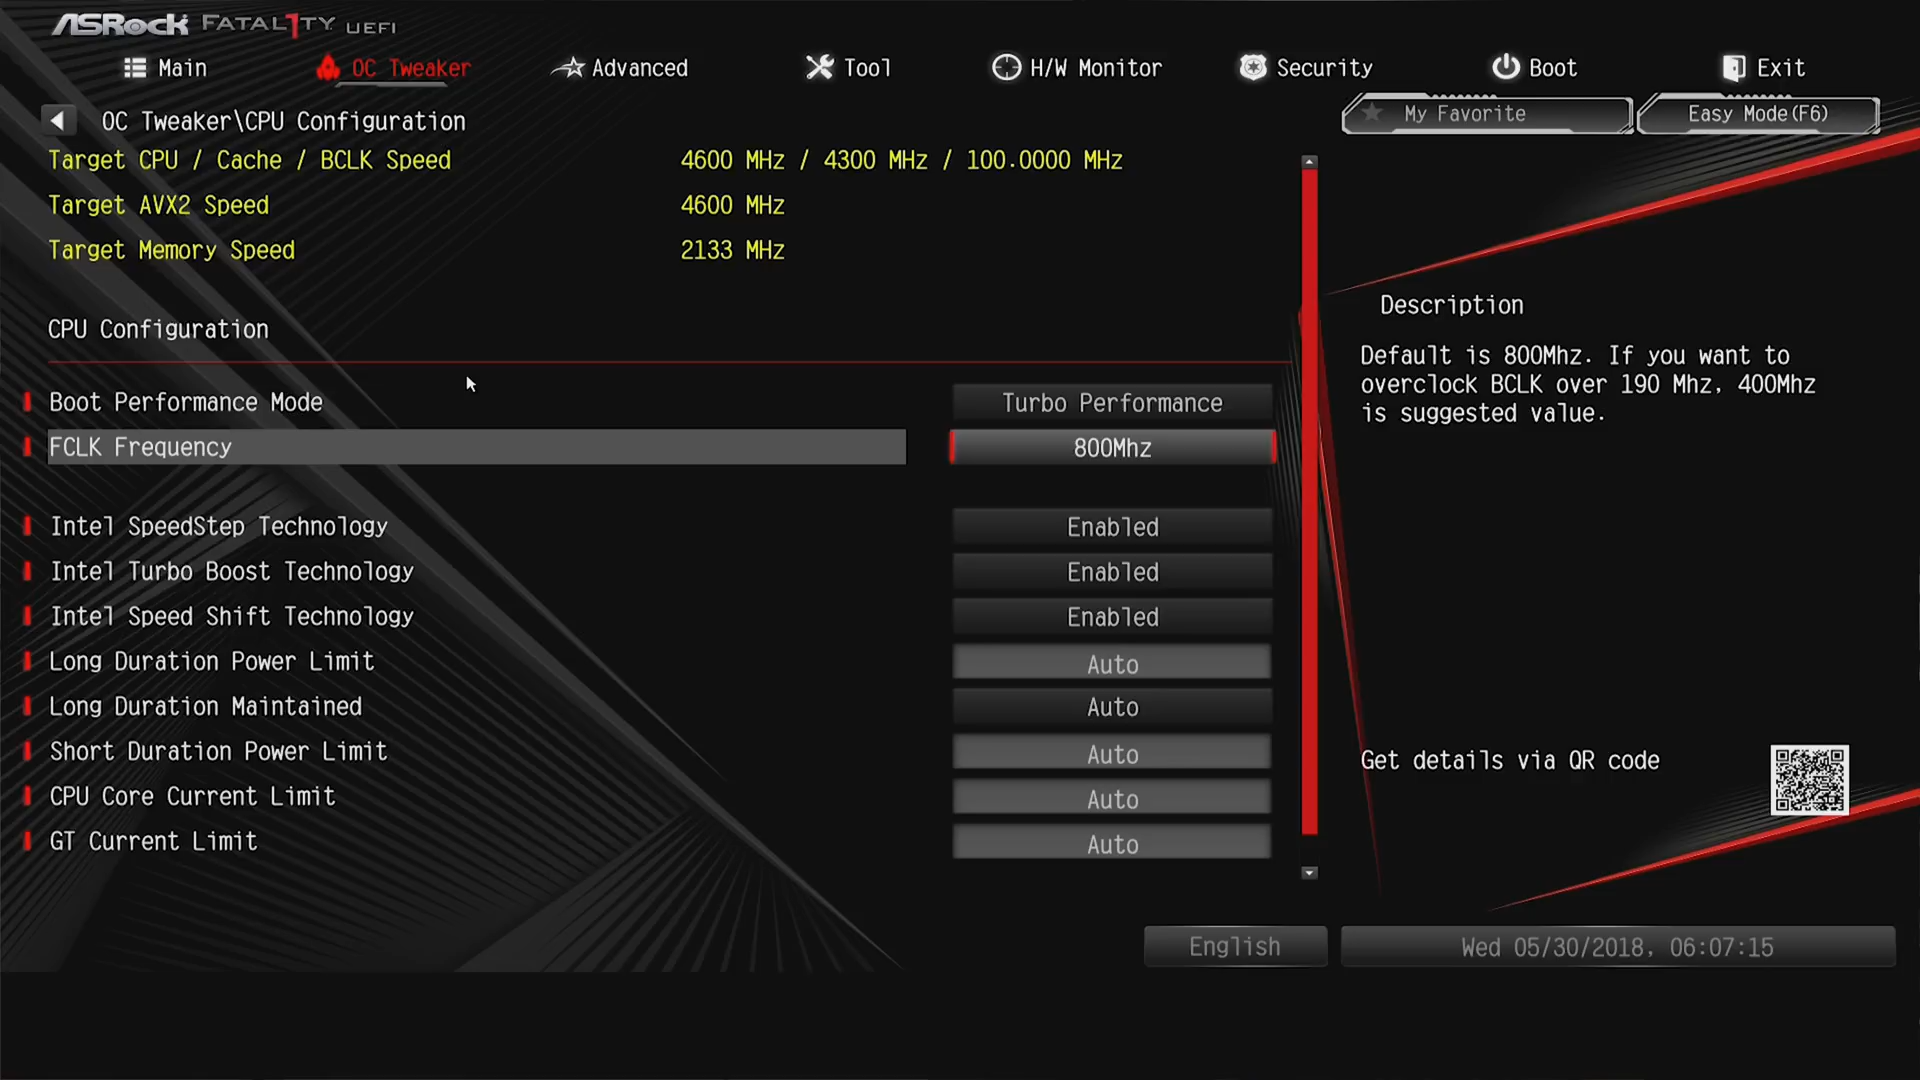 ASRock FATAL1TY UEFI
Main OC Tweaker Advanced Tool H/W Monitor Security Boot Exit
My Favorite Easy Mode(F6)
OC Tweaker\CPU Configuration
Target CPU / Cache / BCLK Speed 4600 MHz / 4300 MHz / 100.0000 MHz
Target AVX2 Speed 4600 MHz
Target Memory Speed 2133 MHz
CPU Configuration
Boot Performance Mode Turbo Performance
FCLK Frequency 800Mhz
Intel SpeedStep Technology Enabled
Intel Turbo Boost Technology Enabled
Intel Speed Shift Technology Enabled
Long Duration Power Limit Auto
Long Duration Maintained Auto
Short Duration Power Limit Auto
CPU Core Current Limit Auto
GT Current Limit Auto
Description
Default is 800Mhz. If you want to
overclock BCLK over 190 Mhz, 400Mhz
is suggested value.
Get details via QR code
English
Wed 05/30/2018, 06:07:15